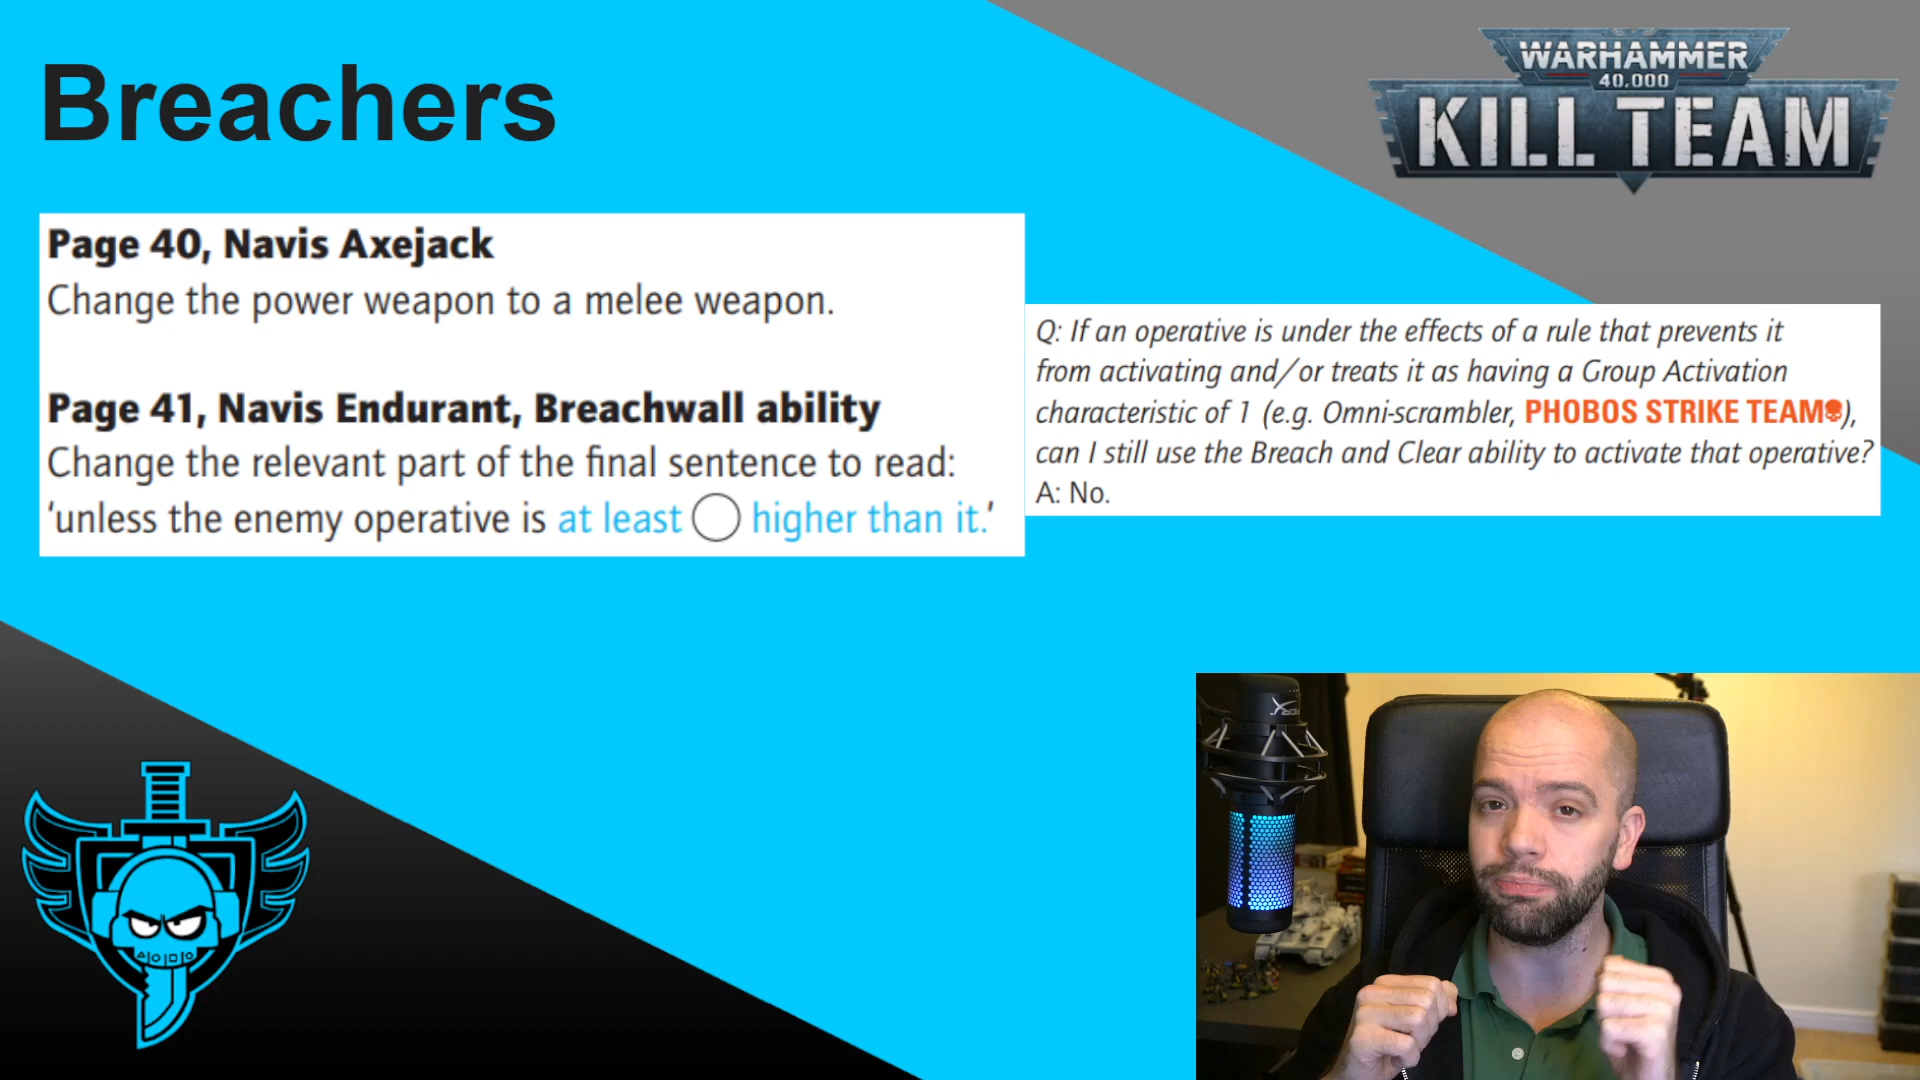 Breachers
WARHAMMER
40,000
KILL TEAM
Page 40, Navis Axejack
Change the power weapon to a melee weapon.
Page 41, Navis Endurant, Breachwall ability
Change the relevant part of the final sentence to read:
‘unless the enemy operative is at least ◯ higher than it.’
Q: If an operative is under the effects of a rule that prevents it
from activating and/or treats it as having a Group Activation
characteristic of 1 (e.g. Omni-scrambler, PHOBOS STRIKE TEAM),
can I still use the Breach and Clear ability to activate that operative?
A: No.